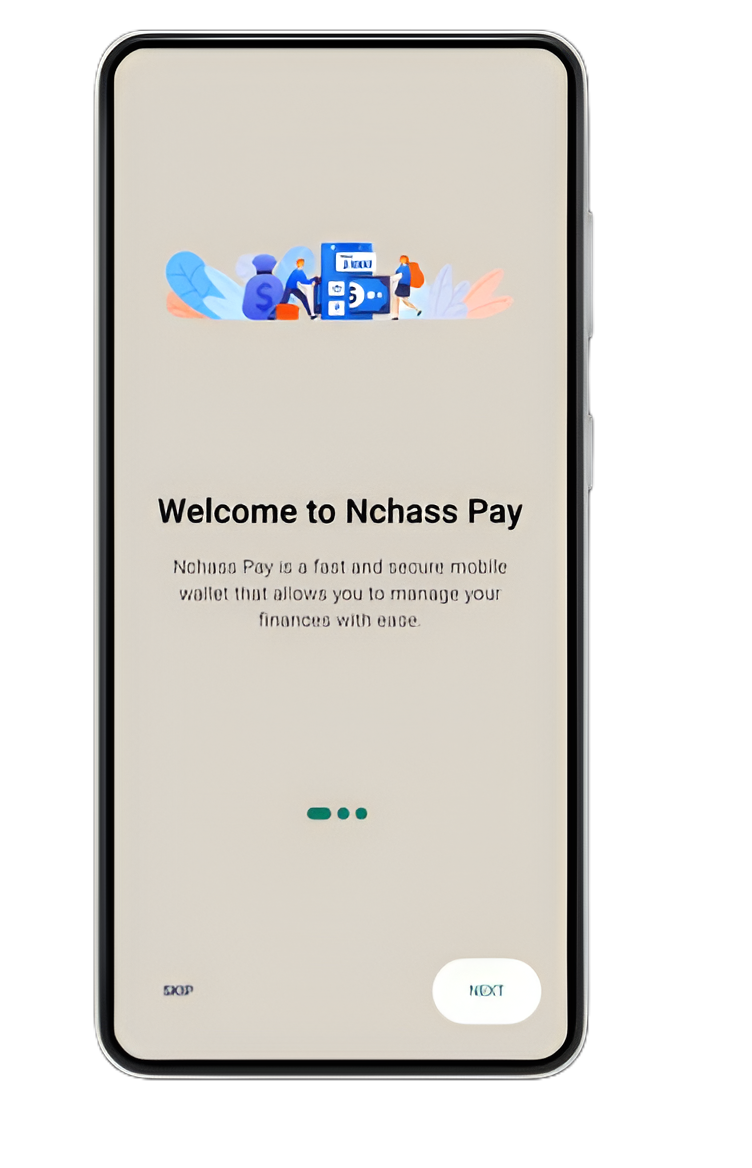 Welcome to Nchass Pay
Nchass Pay is a fast and secure mobile
wallet that allows you to manage your
finances with ease.
SKIP
NEXT